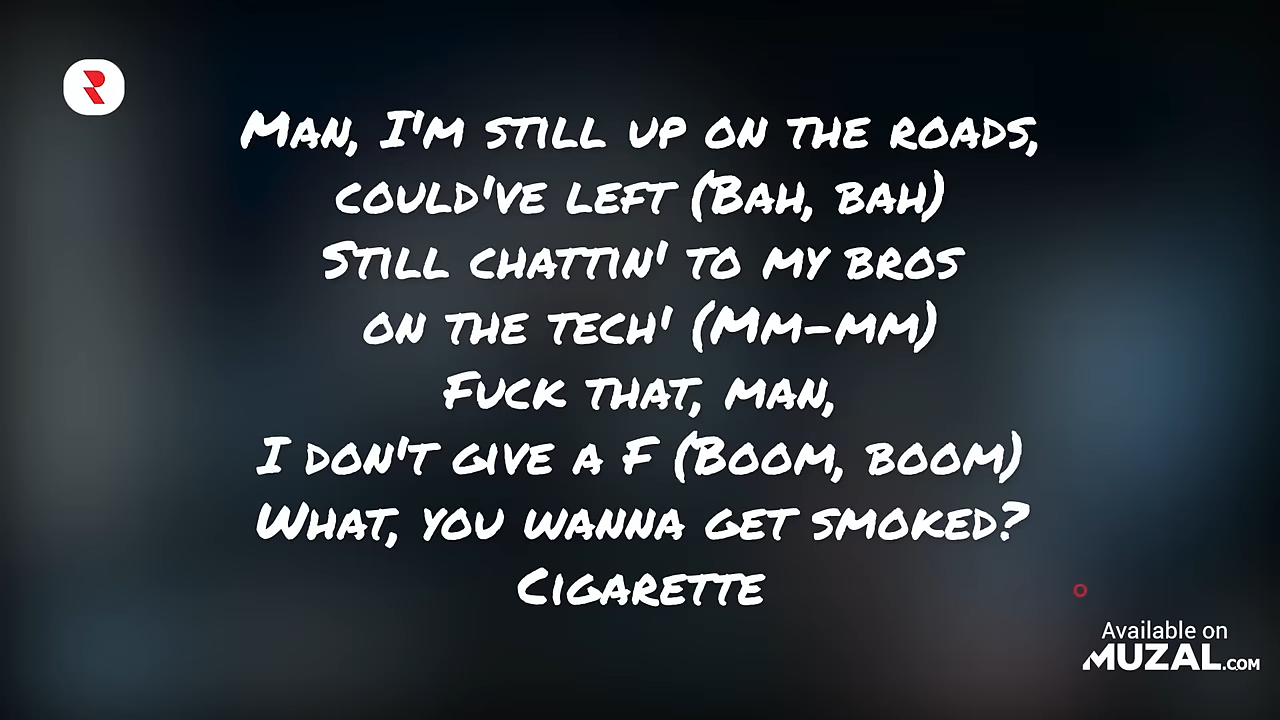 Man, I'm still up on the roads,
could've left (Bah, bah)
Still chattin' to my bros
on the tech' (Mm-mm)
Fuck that, man,
I don't give a F (Boom, boom)
What, you wanna get smoked?
Cigarette
Available on
MUZAL.COM